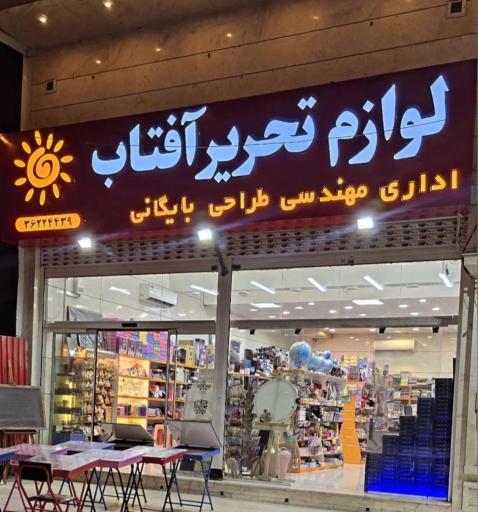 لوازم تحریر آفتاب
اداری مهندسی طراحی بایگانی
۳۶۲۲۴۴۳۹